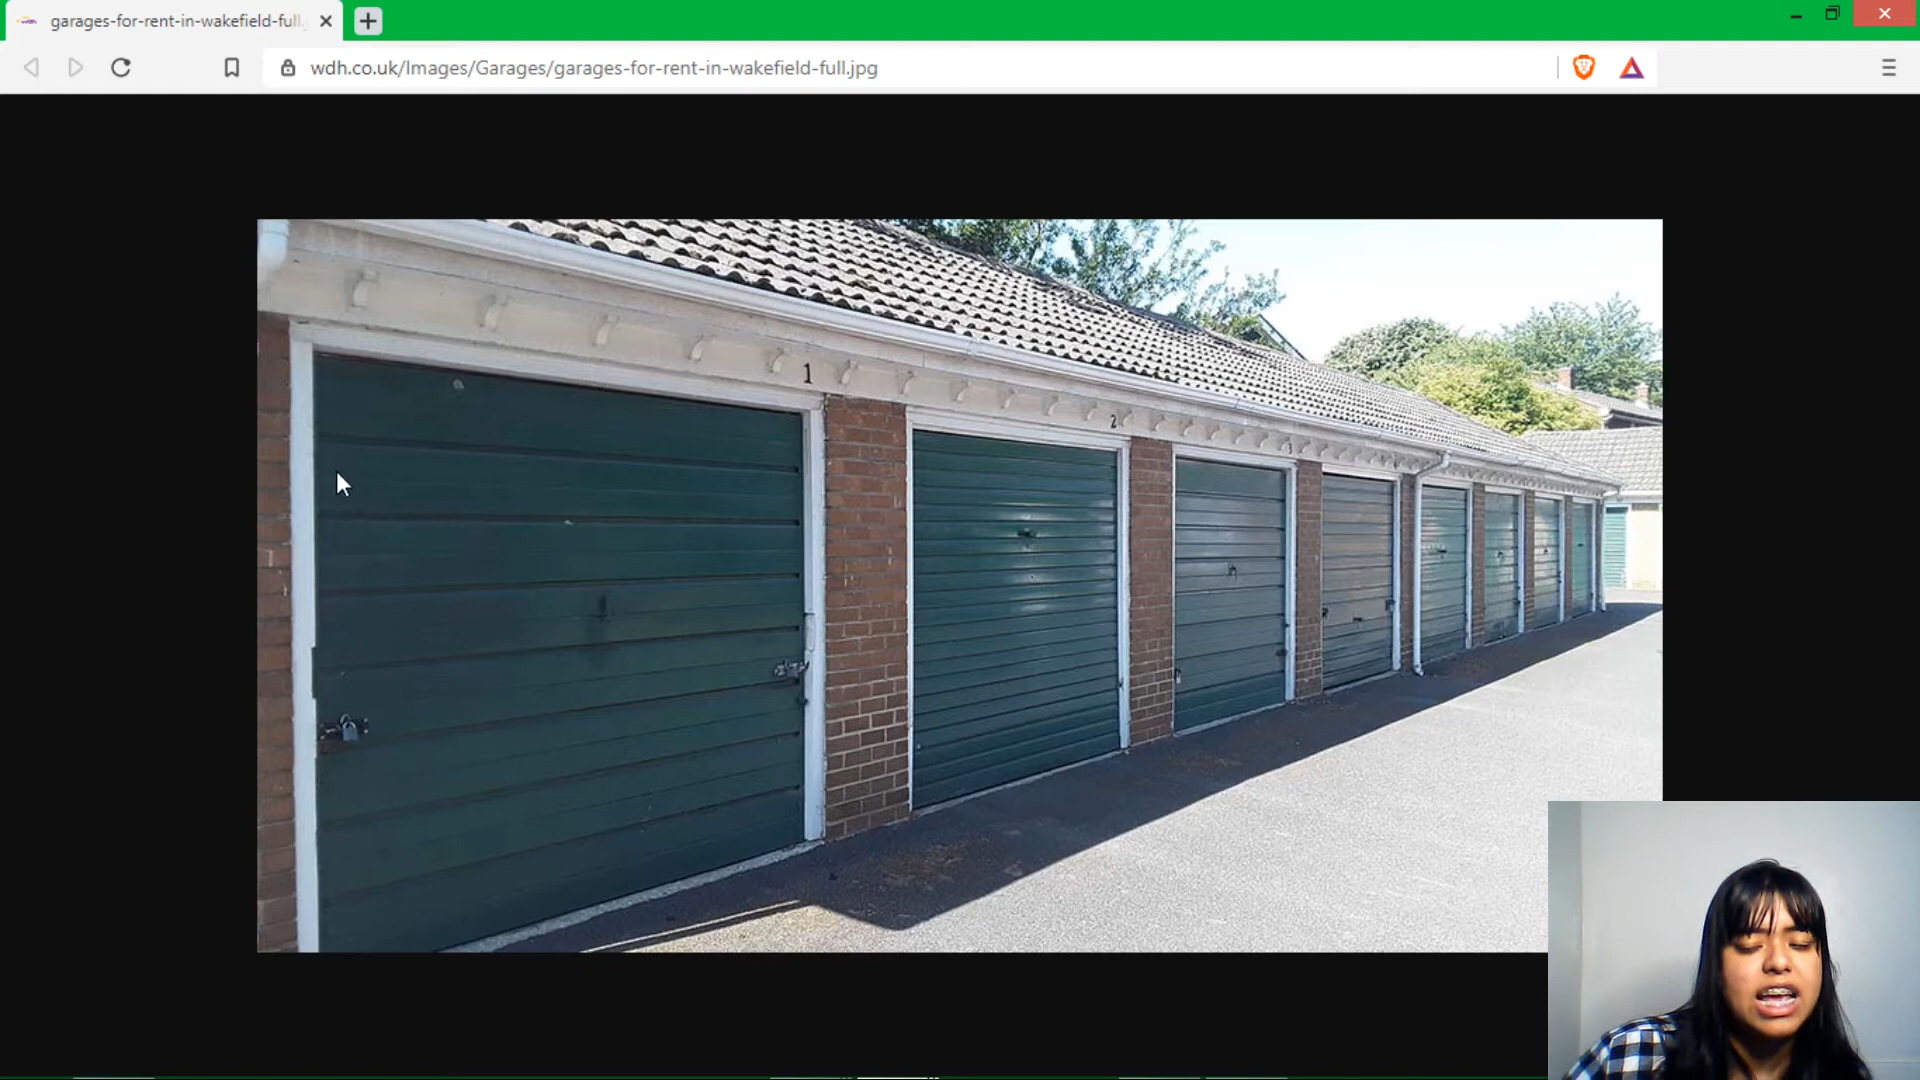 garages-for-rent-in-wakefield-full.
wdh.co.uk/Images/Garages/garages-for-rent-in-wakefield-full.jpg
1
2
3